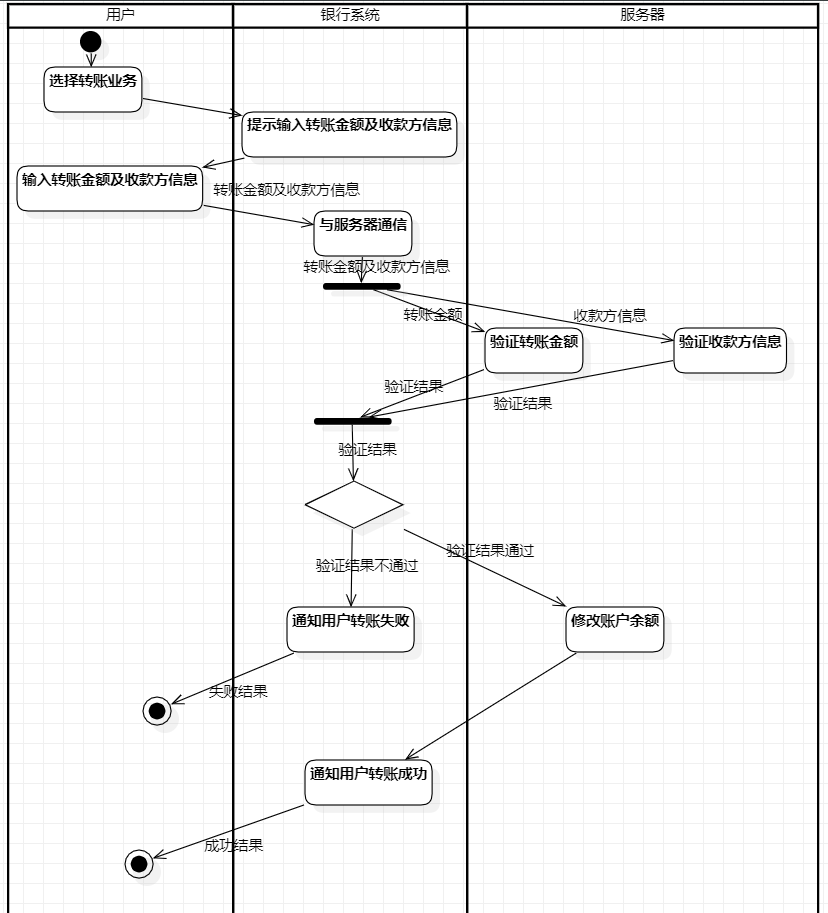 用户
银行系统
服务器
选择转账业务
提示输入转账金额及收款方信息
输入转账金额及收款方信息
转账金额及收款方信息
与服务器通信
转账金额及收款方信息
转账金额
收款方信息
验证转账金额
验证收款方信息
验证结果
验证结果
验证结果
验证结果通过
验证结果不通过
通知用户转账失败
修改账户余额
失败结果
通知用户转账成功
成功结果